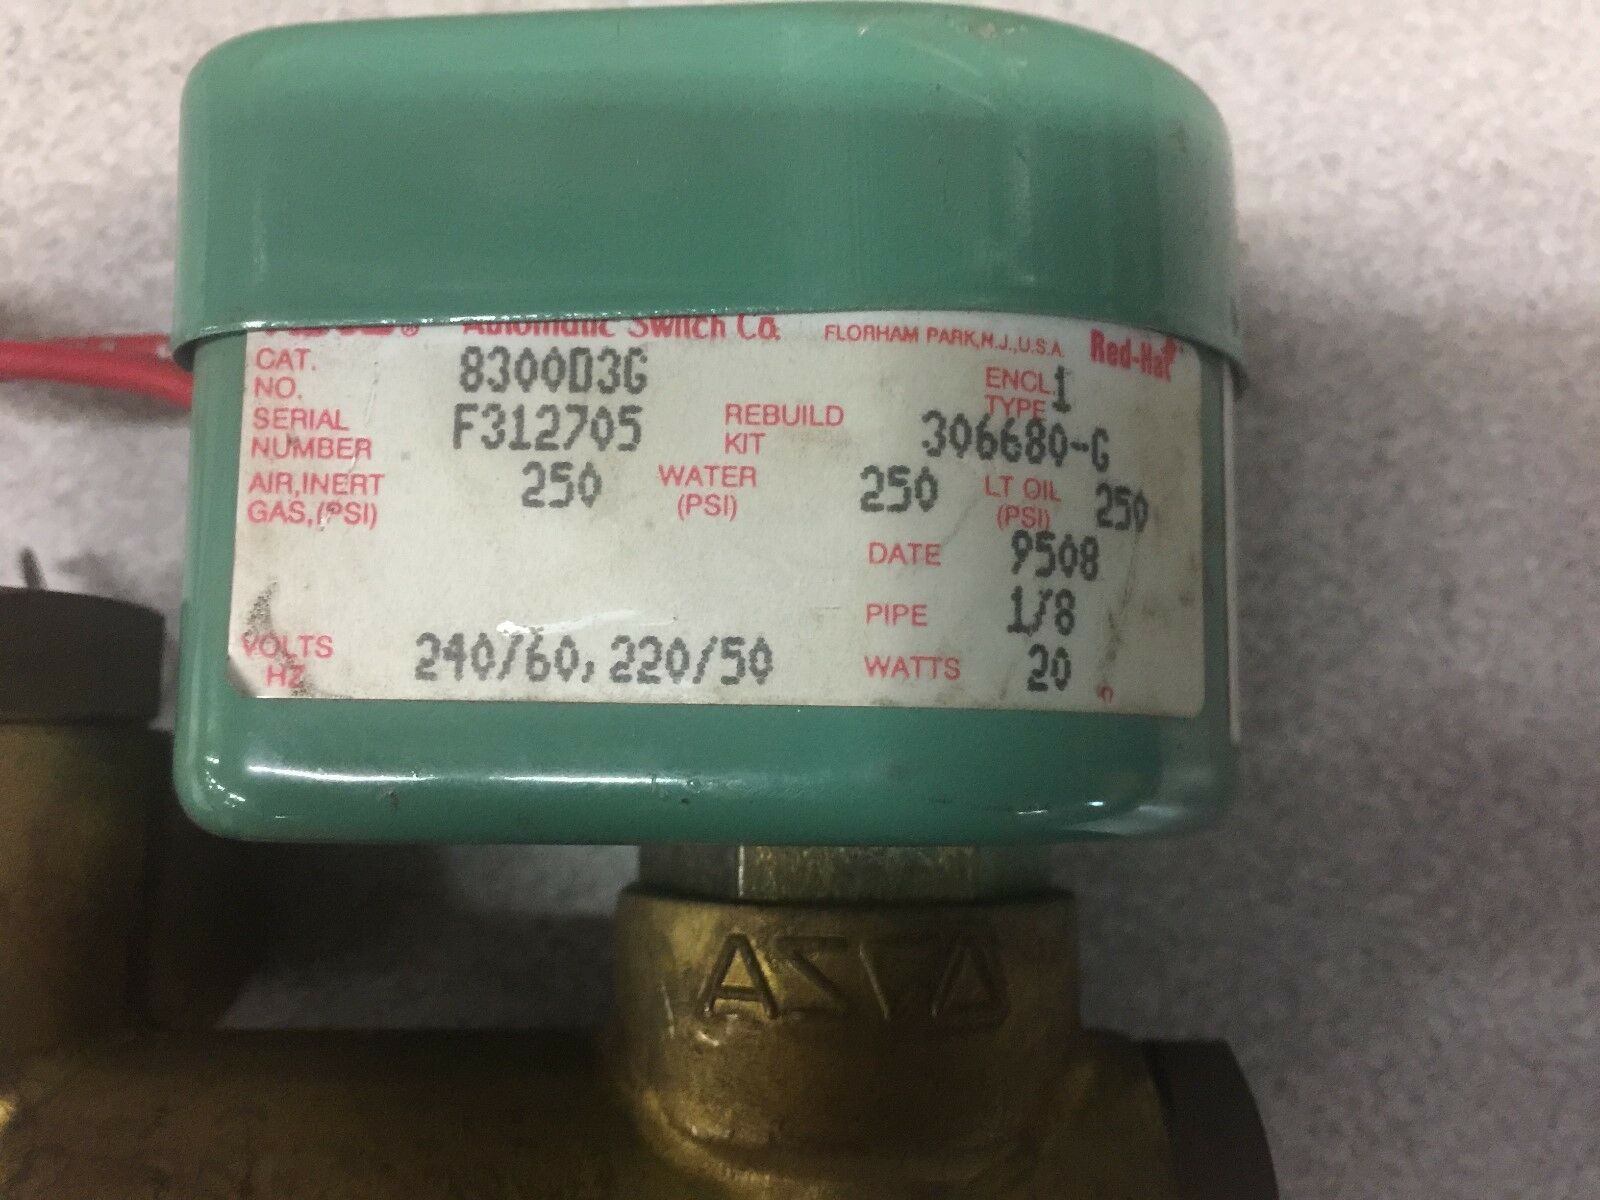 Automatic Switch Co. FLORHAM PARK, N.J., U.S.A. Red-Hat
CAT. NO. 8300D3G ENCL TYPE 1
SERIAL NUMBER F312705 REBUILD KIT 306680-G
AIR, INERT GAS, (PSI) 250 WATER (PSI) 250 LT OIL (PSI) 250
DATE 9508
PIPE 1/8
VOLTS HZ 240/60, 220/50 WATTS 20